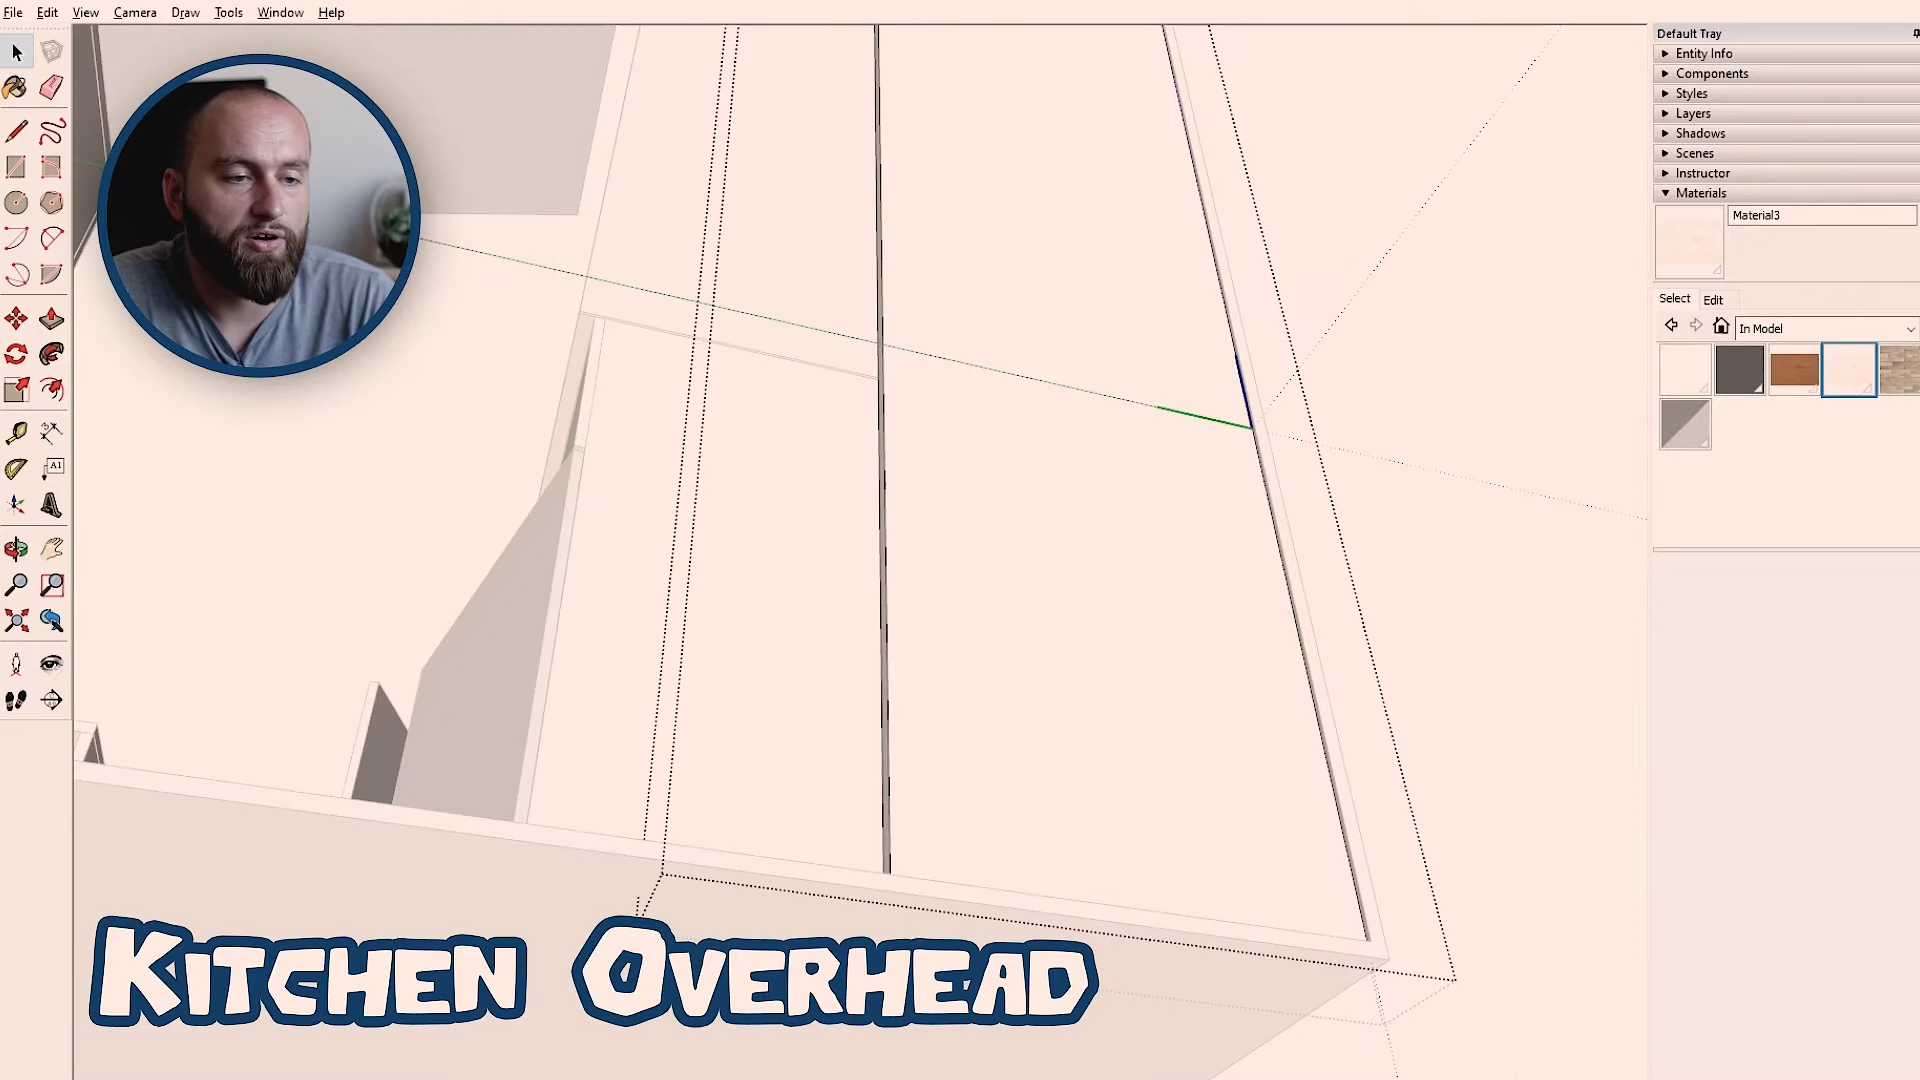 File Edit View Camera Draw Tools Window Help
Default Tray
Entity Info
Components
Styles
Layers
Shadows
Scenes
Instructor
Materials
Material3
Select Edit
In Model
A1
KITCHEN OVERHEAD